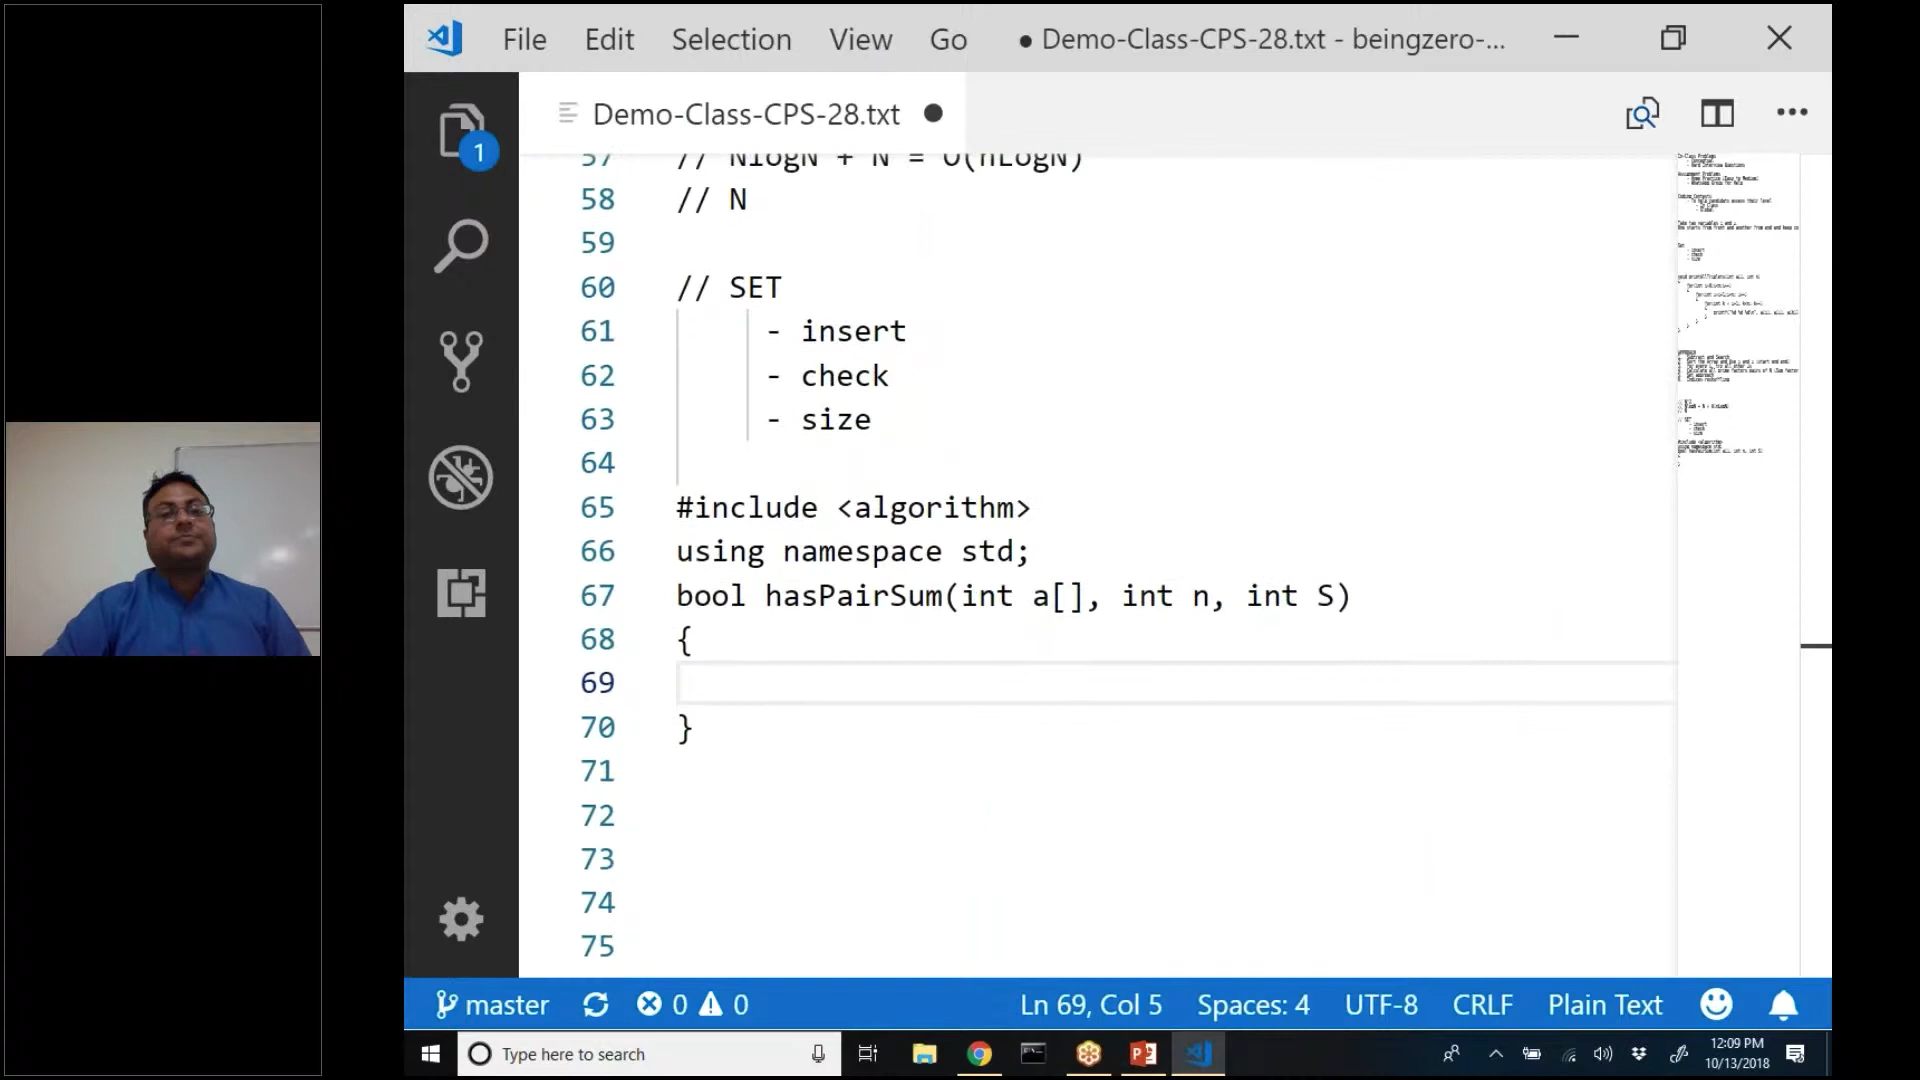 File Edit Selection View Go ● Demo-Class-CPS-28.txt - beingzero-...
Demo-Class-CPS-28.txt
1
57 // NlogN + N = O(nLogN)
58 // N
59
60 // SET
61 - insert
62 - check
63 - size
64
65 #include <algorithm>
66 using namespace std;
67 bool hasPairSum(int a[], int n, int S)
68 {
69
70 }
71
72
73
74
75
master 0 0 Ln 69, Col 5 Spaces: 4 UTF-8 CRLF Plain Text
Type here to search
12:09 PM
10/13/2018